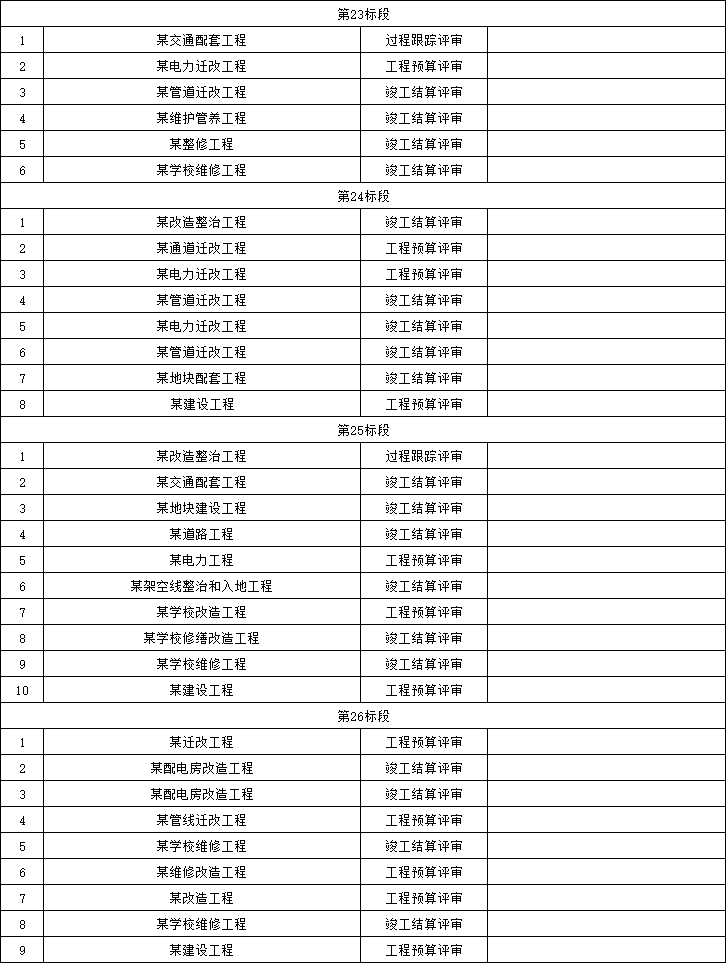 第23标段
1 某交通配套工程 过程跟踪评审
2 某电力迁改工程 工程预算评审
3 某管道迁改工程 竣工结算评审
4 某维护管养工程 竣工结算评审
5 某整修工程 竣工结算评审
6 某学校维修工程 竣工结算评审
第24标段
1 某改造整治工程 竣工结算评审
2 某通道迁改工程 工程预算评审
3 某电力迁改工程 工程预算评审
4 某管道迁改工程 竣工结算评审
5 某电力迁改工程 竣工结算评审
6 某管道迁改工程 竣工结算评审
7 某地块配套工程 竣工结算评审
8 某建设工程 工程预算评审
第25标段
1 某改造整治工程 过程跟踪评审
2 某交通配套工程 竣工结算评审
3 某地块建设工程 竣工结算评审
4 某道路工程 竣工结算评审
5 某电力工程 工程预算评审
6 某架空线整治和入地工程 竣工结算评审
7 某学校改造工程 工程预算评审
8 某学校修缮改造工程 竣工结算评审
9 某学校维修工程 竣工结算评审
10 某建设工程 工程预算评审
第26标段
1 某迁改工程 工程预算评审
2 某配电房改造工程 竣工结算评审
3 某配电房改造工程 竣工结算评审
4 某管线迁改工程 工程预算评审
5 某学校维修工程 竣工结算评审
6 某维修改造工程 工程预算评审
7 某改造工程 工程预算评审
8 某学校维修工程 竣工结算评审
9 某建设工程 工程预算评审